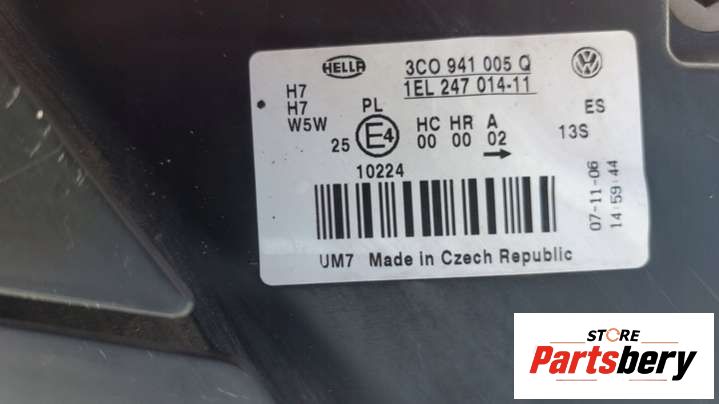 HELLA
3C0 941 005 Q
1EL 247 014-11
H7
H7
W5W
PL
25
E4
HC HR A
00 00 02
ES
13S
10224
07-11-06
14:59:44
UM7 Made in Czech Republic
STORE
Partsbery